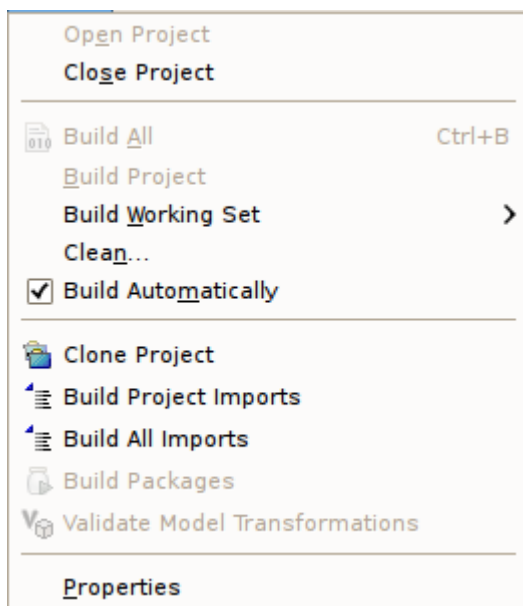 Open Project
Close Project
Build All Ctrl+B
Build Project
Build Working Set
Clean...
Build Automatically
Clone Project
Build Project Imports
Build All Imports
Build Packages
Validate Model Transformations
Properties